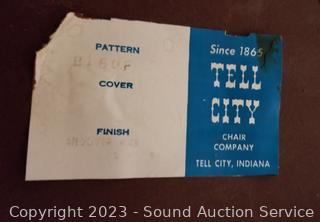 PATTERN
COVER
FINISH
Since 1865
TELL
CITY
CHAIR
COMPANY
TELL CITY, INDIANA
Copyright 2023 - Sound Auction Service